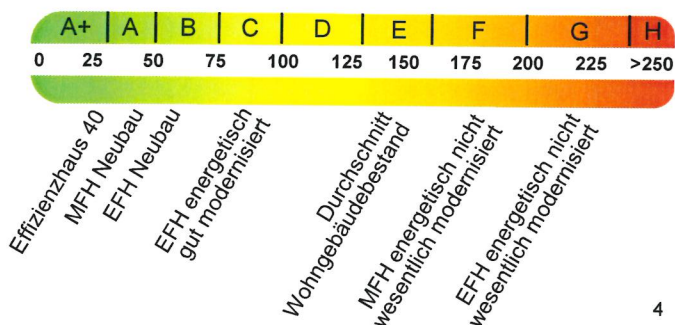 A+ A B C D E F G H
0 25 50 75 100 125 150 175 200 225 >250
Effizienzhaus 40
MFH Neubau
EFH Neubau
EFH energetisch
gut modernisiert
Durchschnitt
Wohngebäudebestand
MFH energetisch nicht
wesentlich modernisiert
EFH energetisch nicht
wesentlich modernisiert
4